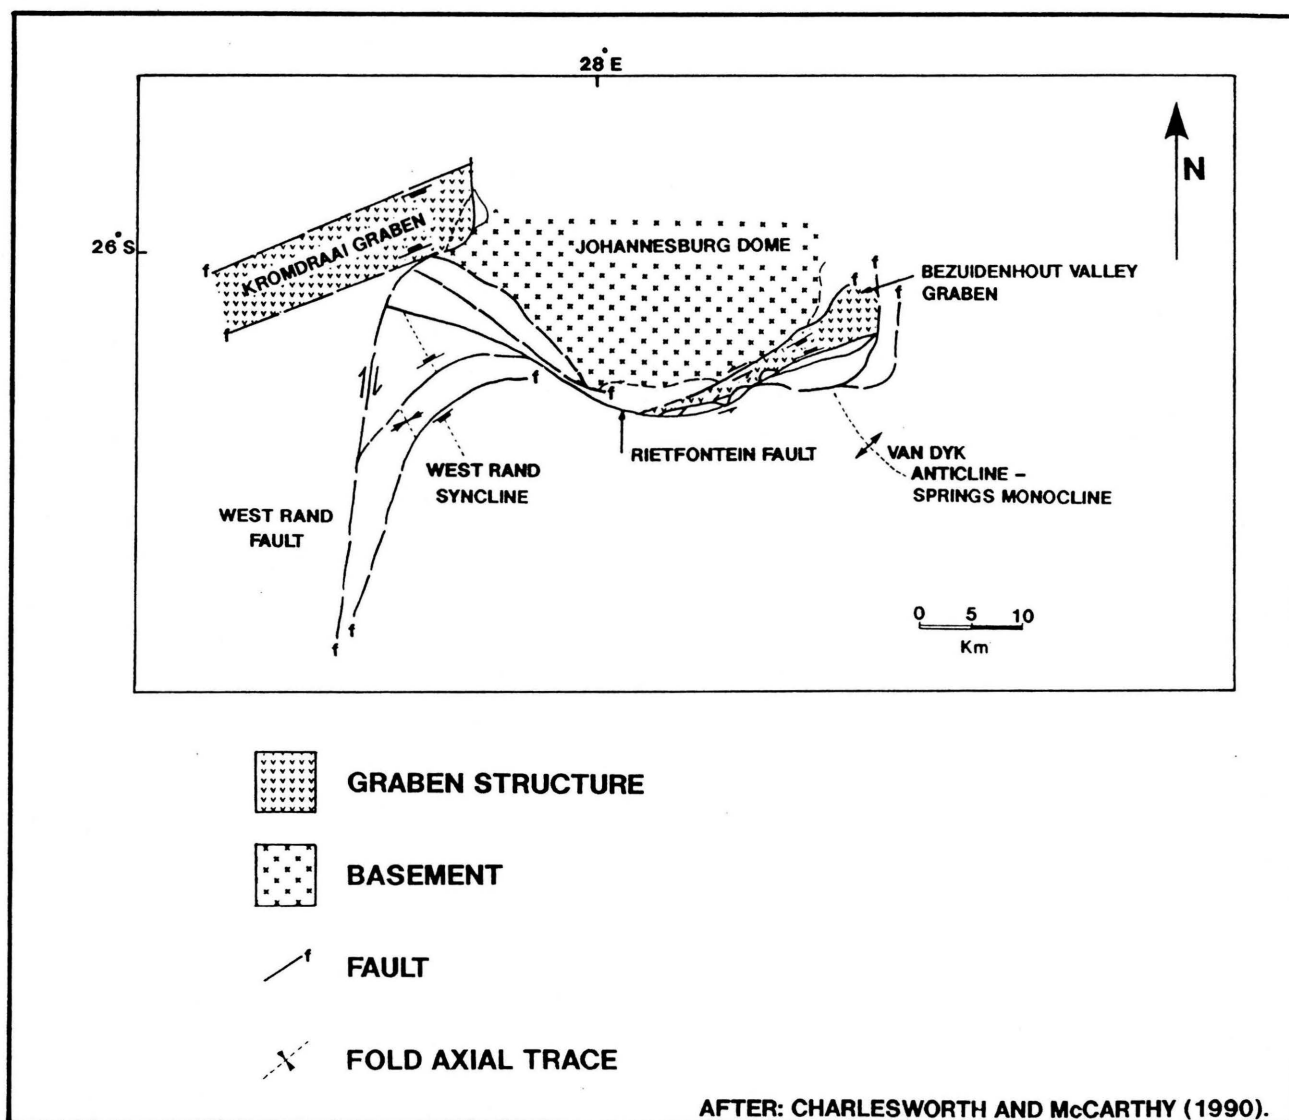 28°E
N
26°S
KROMDRAAI GRABEN
JOHANNESBURG DOME
BEZUIDENHOUT VALLEY
GRABEN
f
f
f
f
f
f
f
RIETFONTEIN FAULT
WEST RAND
SYNCLINE
VAN DYK
ANTICLINE –
SPRINGS MONOCLINE
WEST RAND
FAULT
f
f
0 5 10
Km
GRABEN STRUCTURE
BASEMENT
f
FAULT
FOLD AXIAL TRACE
AFTER: CHARLESWORTH AND McCARTHY (1990).